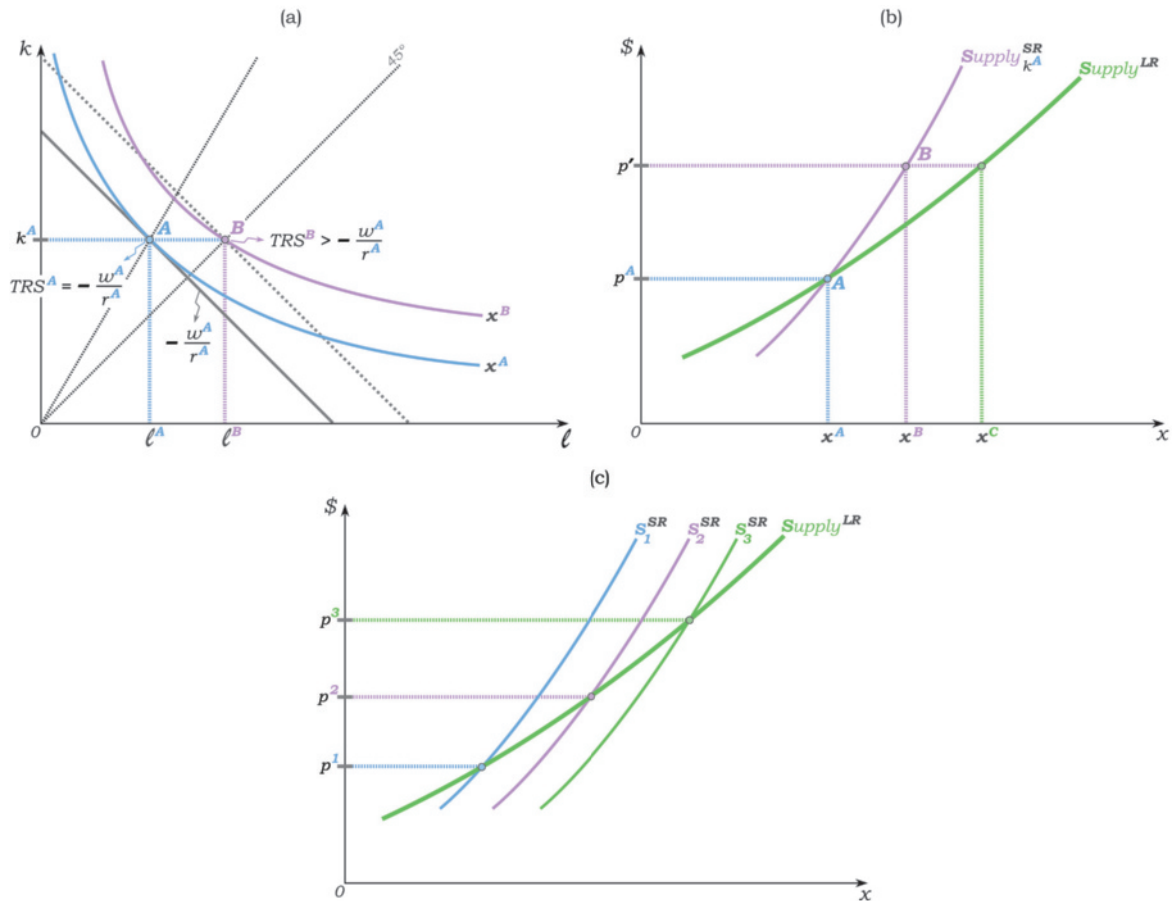 (a)
k
45°
A
B
k^A
TRS^B > − w^A/r^A
TRS^A = − w^A/r^A
− w^A/r^A
x^B
x^A
0
ℓ^A
ℓ^B
ℓ
(b)
$
Supply^SR_k^A
Supply^LR
p′
B
p^A
A
0
x^A
x^B
x^C
x
(c)
$
S_1^SR
S_2^SR
S_3^SR
Supply^LR
p^3
p^2
p^1
0
x